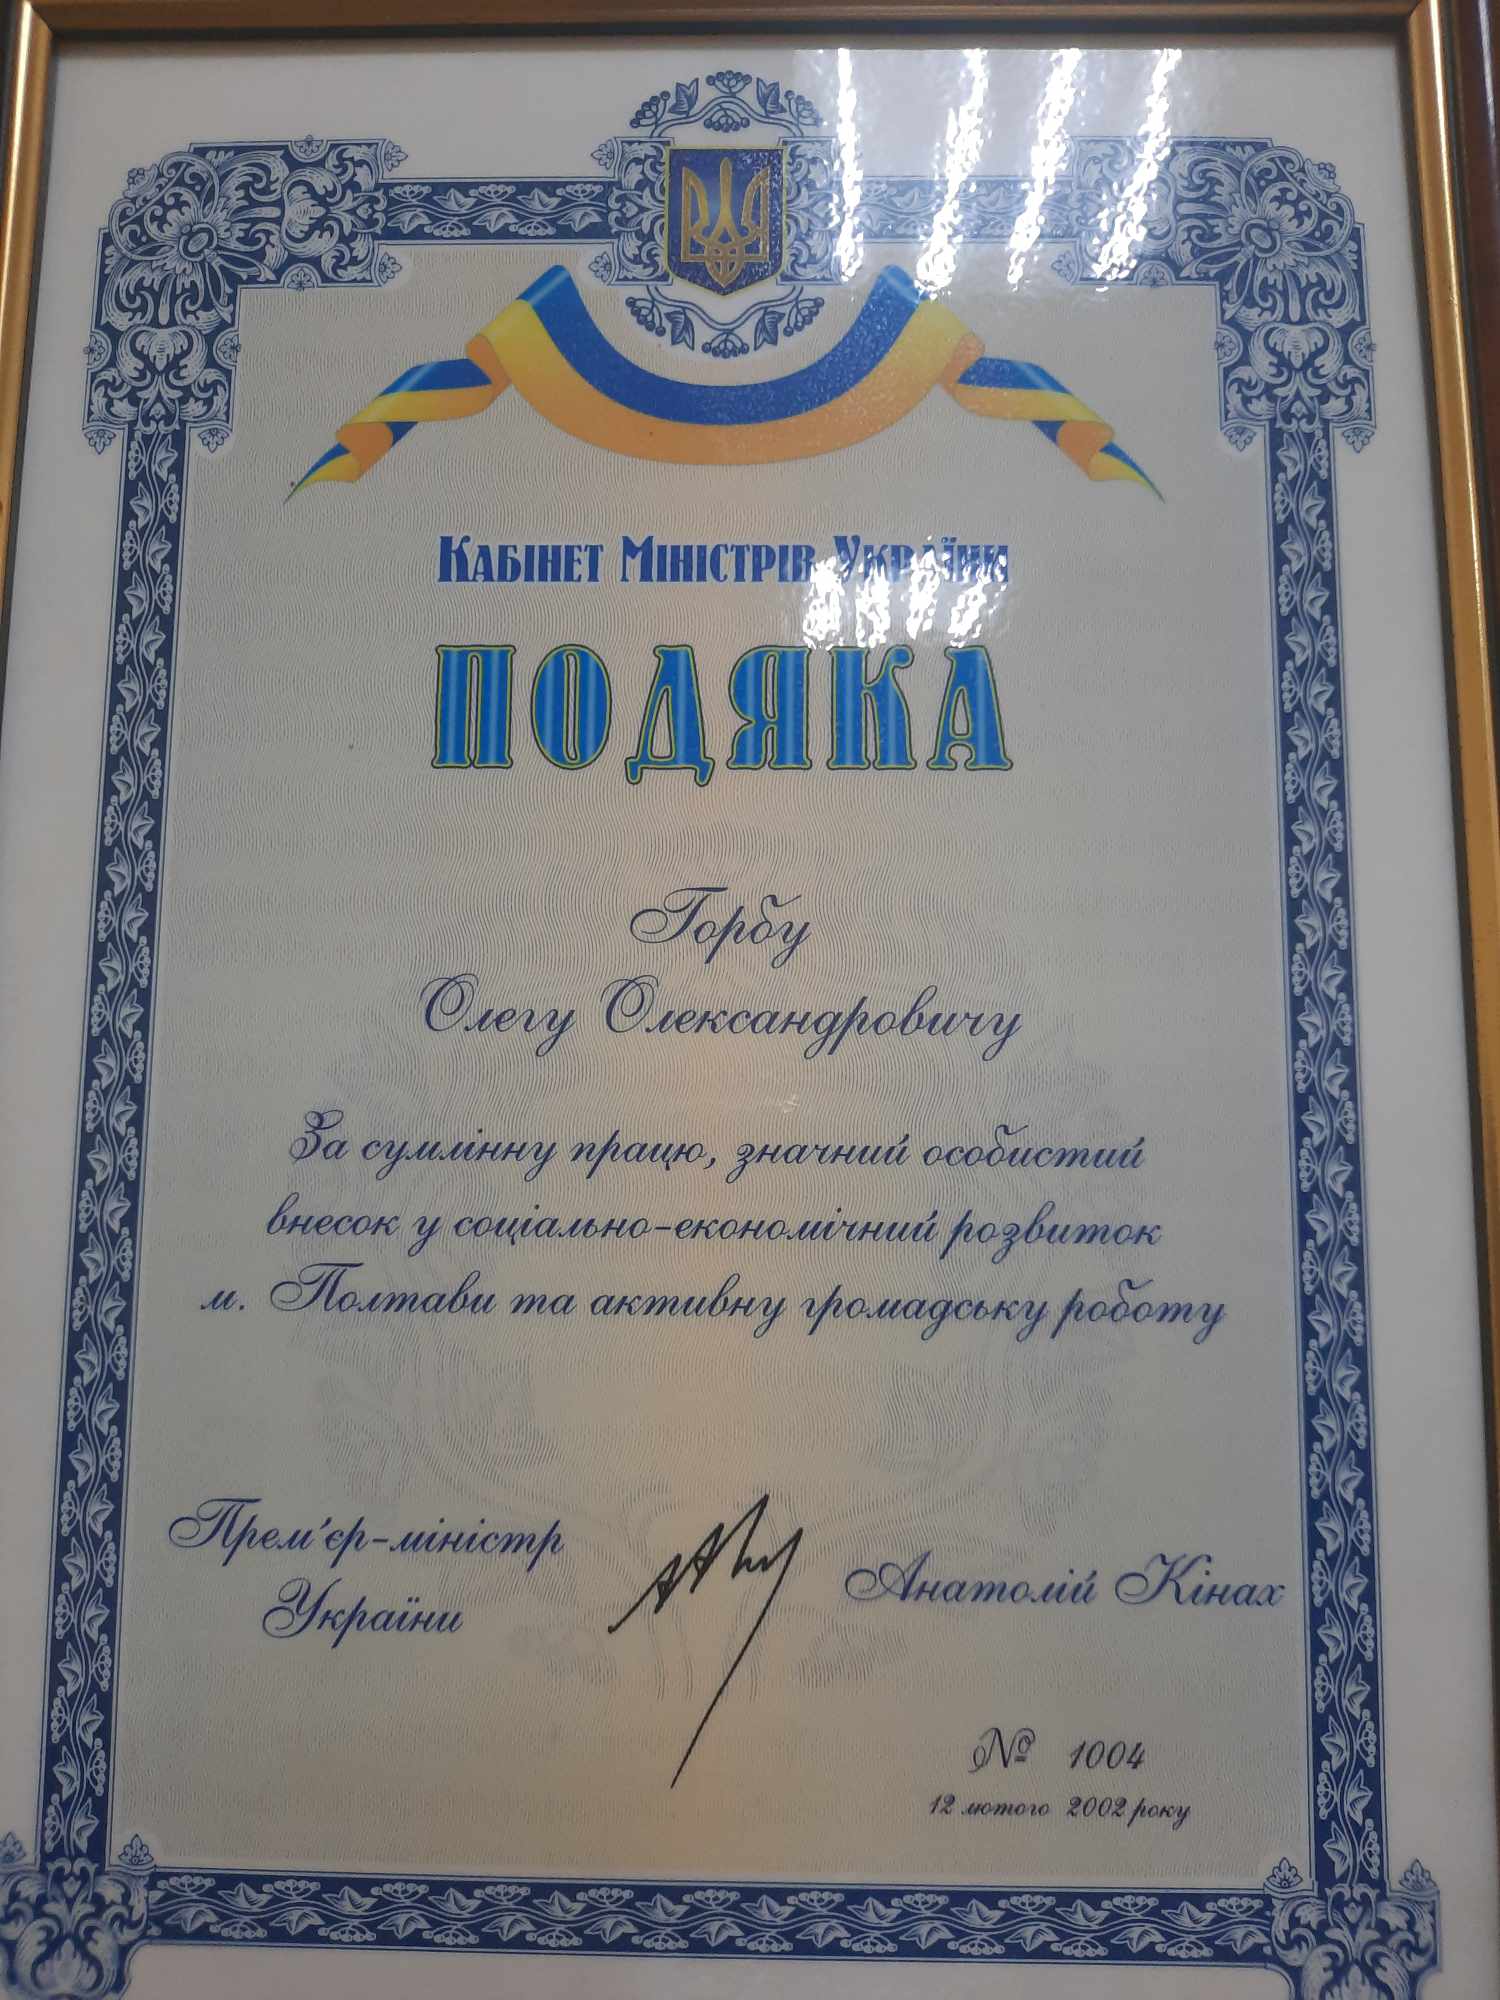 Кабінет Міністрів України
ПОДЯКА
Горбу
Олегу Олександровичу
За сумлінну працю, значний особистий
внесок у соціально-економічний розвиток
м. Полтави та активну громадську роботу
Прем'єр-міністр
України
Анатолій Кінах
№ 1004
12 лютого 2002 року